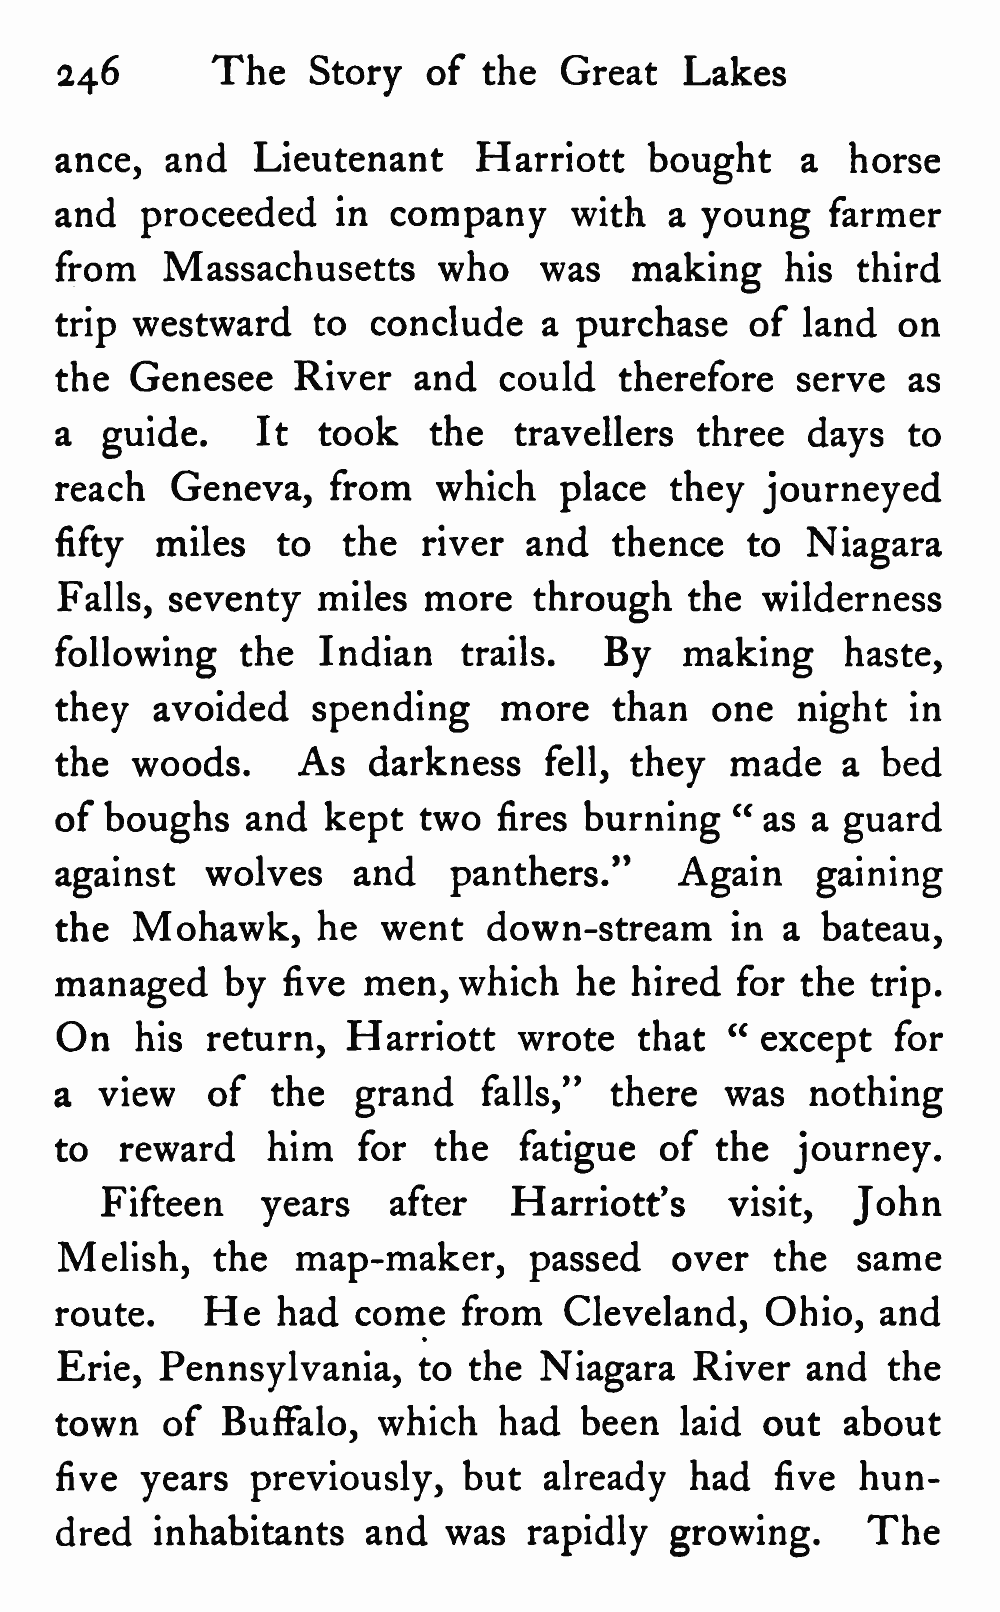 246 The Story of the Great Lakes
ance, and Lieutenant Harriott bought a horse
and proceeded in company with a young farmer
from Massachusetts who was making his third
trip westward to conclude a purchase of land on
the Genesee River and could therefore serve as
a guide. It took the travellers three days to
reach Geneva, from which place they journeyed
fifty miles to the river and thence to Niagara
Falls, seventy miles more through the wilderness
following the Indian trails. By making haste,
they avoided spending more than one night in
the woods. As darkness fell, they made a bed
of boughs and kept two fires burning “ as a guard
against wolves and panthers.” Again gaining
the Mohawk, he went down-stream in a bateau,
managed by five men, which he hired for the trip.
On his return, Harriott wrote that “ except for
a view of the grand falls,” there was nothing
to reward him for the fatigue of the journey.
Fifteen years after Harriott’s visit, John
Melish, the map-maker, passed over the same
route. He had come from Cleveland, Ohio, and
Erie, Pennsylvania, to the Niagara River and the
town of Buffalo, which had been laid out about
five years previously, but already had five hun-
dred inhabitants and was rapidly growing. The